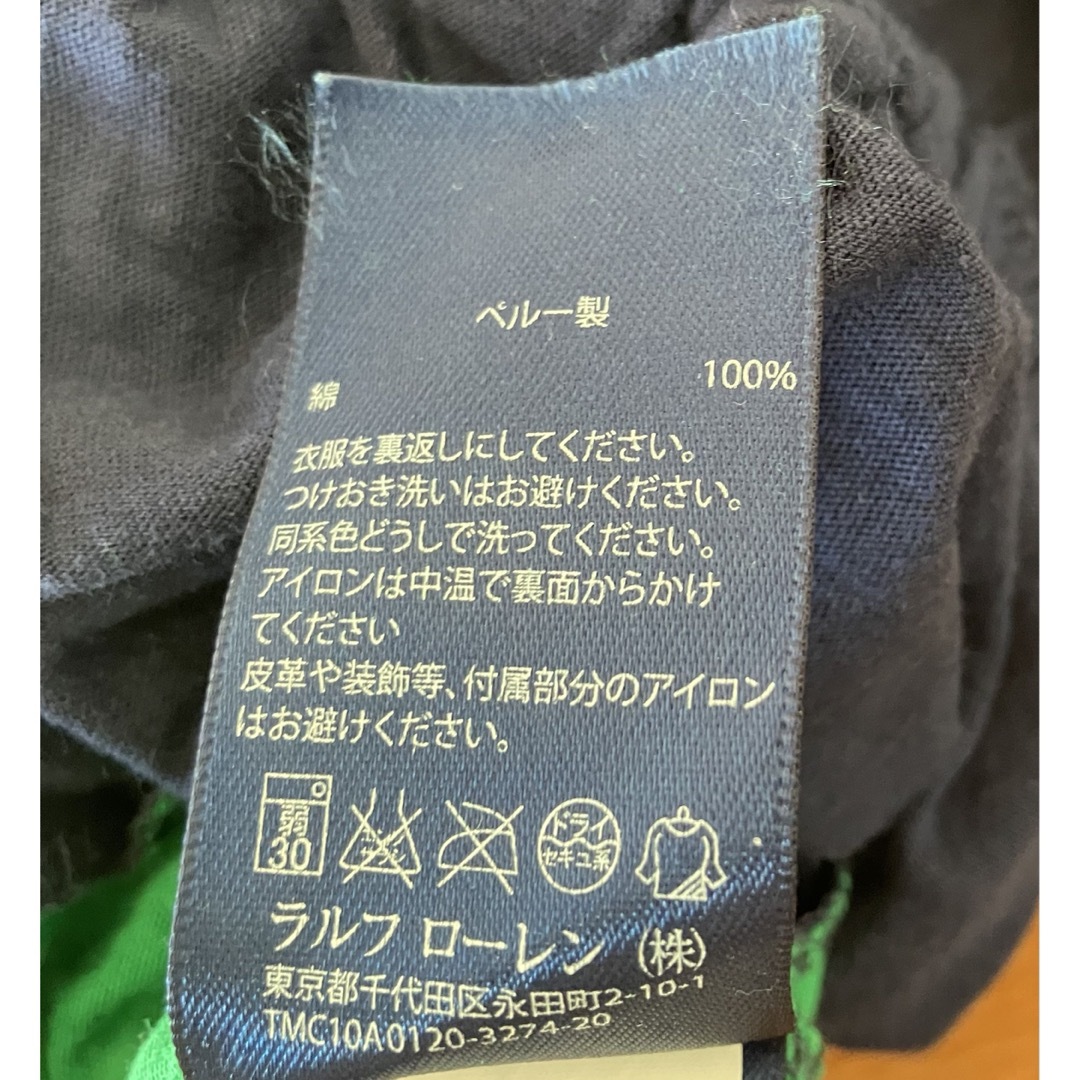 ペルー製
綿 100%
衣服を裏返しにしてください。
つけおき洗いはお避けください。
同系色どうしで洗ってください。
アイロンは中温で裏面からかけ
てください
皮革や装飾等、付属部分のアイロン
はお避けください。
弱
30
ドライ
セキユ系
ラルフ ローレン (株)
東京都千代田区永田町2-10-1
TMC10A0120-3274-20